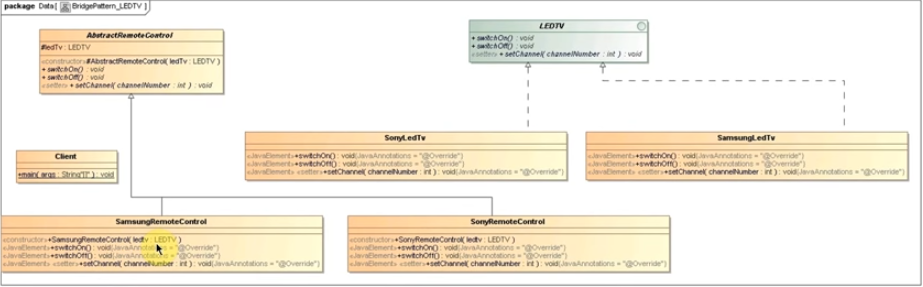 package Data[ BridgePattern_LEDTV ]
AbstractRemoteControl
#ledTv : LEDTV
«constructor»#AbstractRemoteControl( ledTv : LEDTV )
+switchOn() : void
+switchOff() : void
«setter» +setChannel( channelNumber : int ) : void
LEDTV
+switchOn() : void
+switchOff() : void
«setter» +setChannel( channelNumber : int ) : void
SonyLedTv
«JavaElement»+switchOn() : void{JavaAnnotations = "@Override"}
«JavaElement»+switchOff() : void{JavaAnnotations = "@Override"}
«JavaElement» «setter»+setChannel( channelNumber : int ) : void{JavaAnnotations = "@Override"}
SamsungLedTv
«JavaElement»+switchOn() : void{JavaAnnotations = "@Override"}
«JavaElement»+switchOff() : void{JavaAnnotations = "@Override"}
«JavaElement» «setter»+setChannel( channelNumber : int ) : void{JavaAnnotations = "@Override"}
Client
+main( args : String"[]" ) : void
SamsungRemoteControl
«constructor»+SamsungRemoteControl( ledtv : LEDTV )
«JavaElement»+switchOn() : void{JavaAnnotations = "@Override"}
«JavaElement»+switchOff() : void{JavaAnnotations = "@Override"}
«JavaElement» «setter»+setChannel( channelNumber : int ) : void{JavaAnnotations = "@Override"}
SonyRemoteControl
«constructor»+SonyRemoteControl( ledtv : LEDTV )
«JavaElement»+switchOn() : void{JavaAnnotations = "@Override"}
«JavaElement»+switchOff() : void{JavaAnnotations = "@Override"}
«JavaElement» «setter»+setChannel( channelNumber : int ) : void{JavaAnnotations = "@Override"}